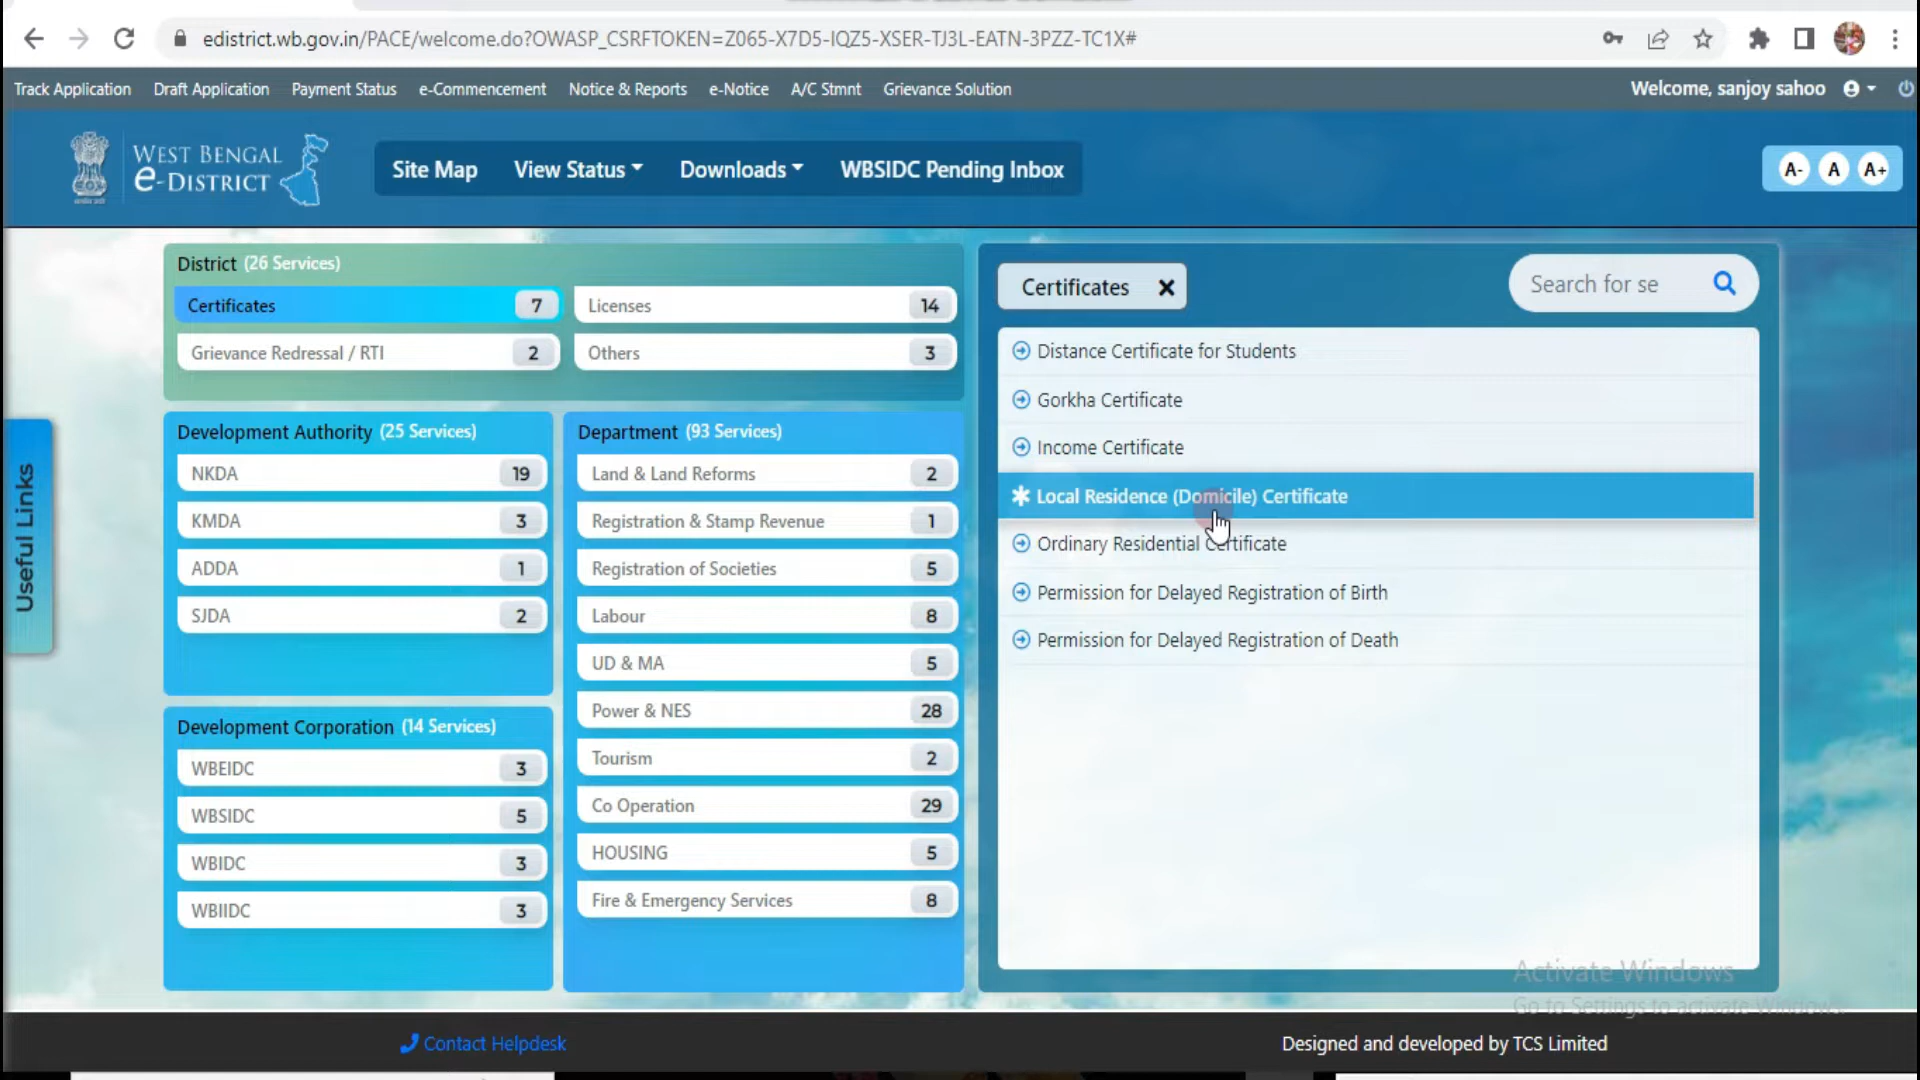 edistrict.wb.gov.in/PACE/welcome.do?OWASP_CSRFTOKEN=Z065-X7D5-IQZ5-XSER-TJ3L-EATN-3PZZ-TC1X#
Track Application Draft Application Payment Status e-Commencement Notice & Reports e-Notice A/C Stmnt Grievance Solution Welcome, sanjoy sahoo
WEST BENGAL
e-DISTRICT
Site Map View Status Downloads WBSIDC Pending Inbox
A- A A+
District (26 Services)
Certificates 7 Licenses 14
Grievance Redressal / RTI 2 Others 3
Development Authority (25 Services)
NKDA 19
KMDA 3
ADDA 1
SJDA 2
Development Corporation (14 Services)
WBEIDC 3
WBSIDC 5
WBIDC 3
WBIIDC 3
Department (93 Services)
Land & Land Reforms 2
Registration & Stamp Revenue 1
Registration of Societies 5
Labour 8
UD & MA 5
Power & NES 28
Tourism 2
Co Operation 29
HOUSING 5
Fire & Emergency Services 8
Certificates ×
Search for se
Distance Certificate for Students
Gorkha Certificate
Income Certificate
Local Residence (Domicile) Certificate
Ordinary Residential Certificate
Permission for Delayed Registration of Birth
Permission for Delayed Registration of Death
Useful Links
Activate Windows
Go to Settings to activate Windows.
Contact Helpdesk
Designed and developed by TCS Limited